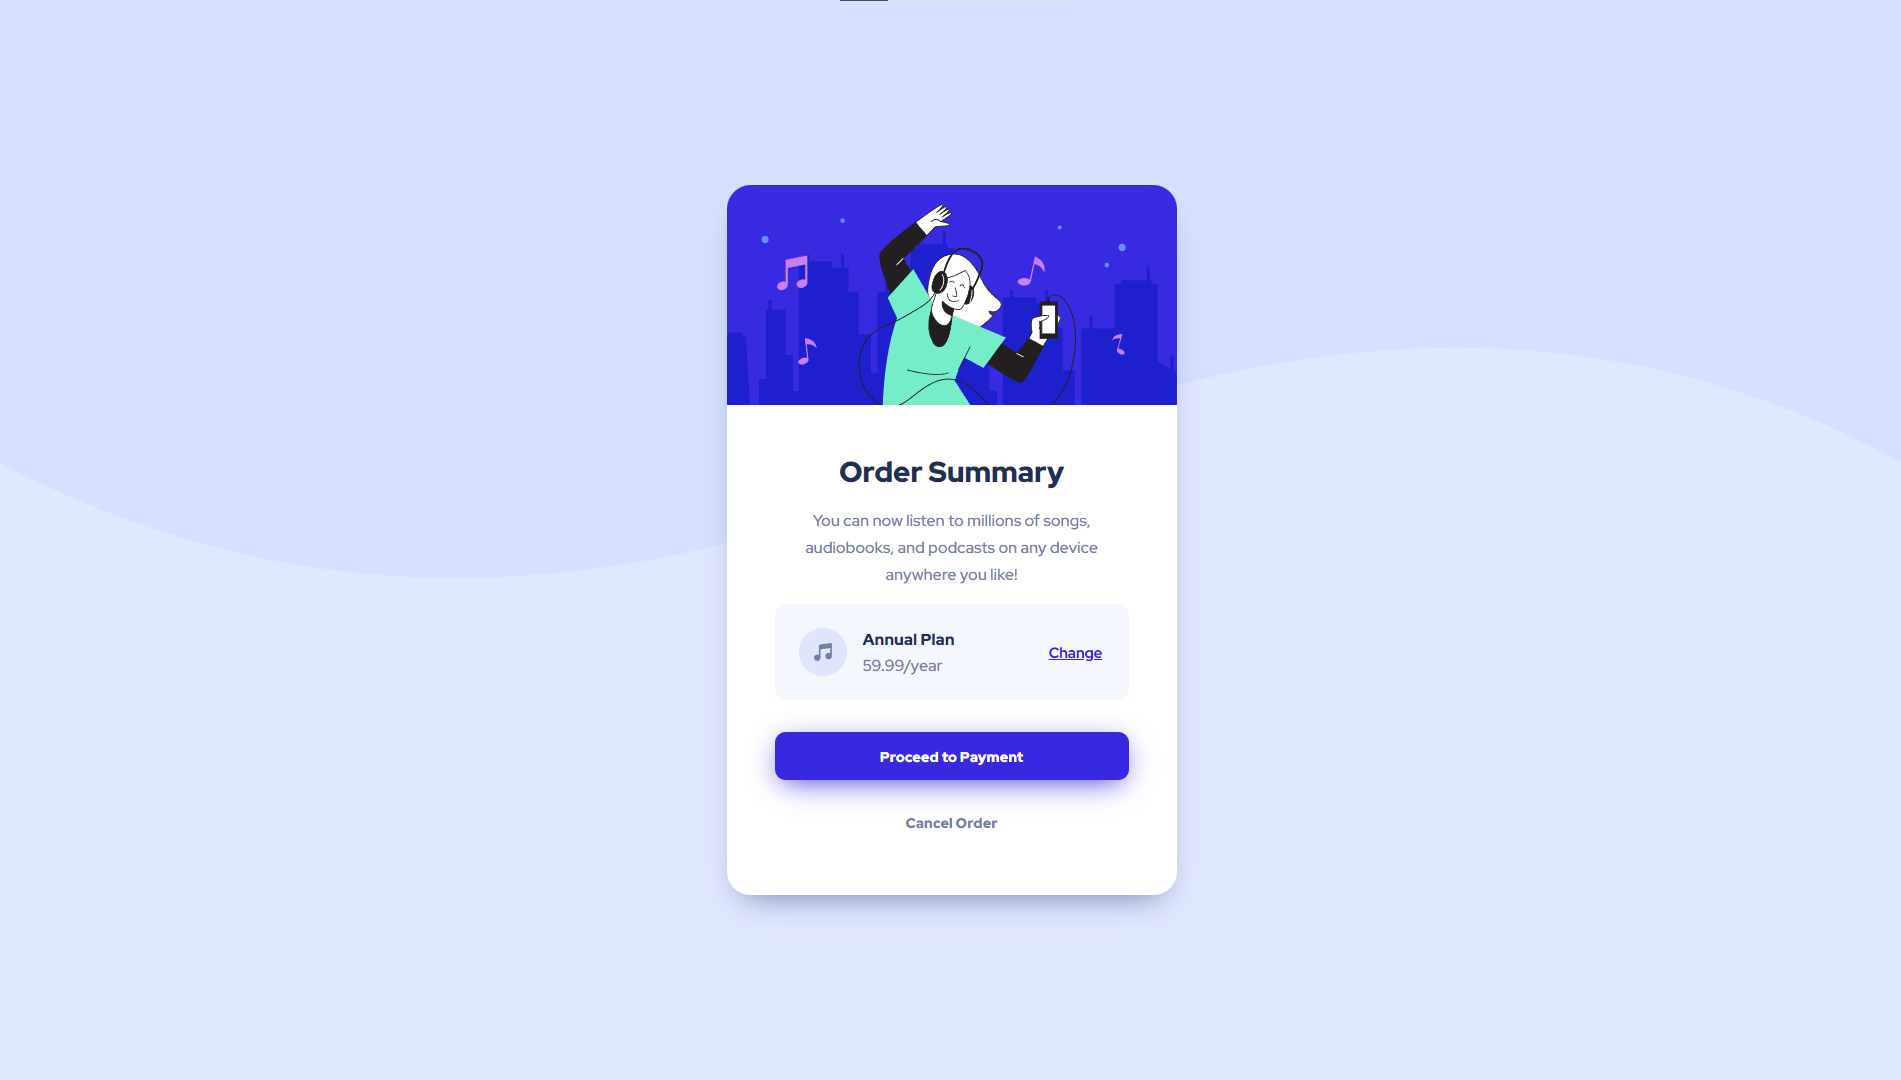 Order Summary
You can now listen to millions of songs,
audiobooks, and podcasts on any device
anywhere you like!
Annual Plan
59.99/year
Change
Proceed to Payment
Cancel Order